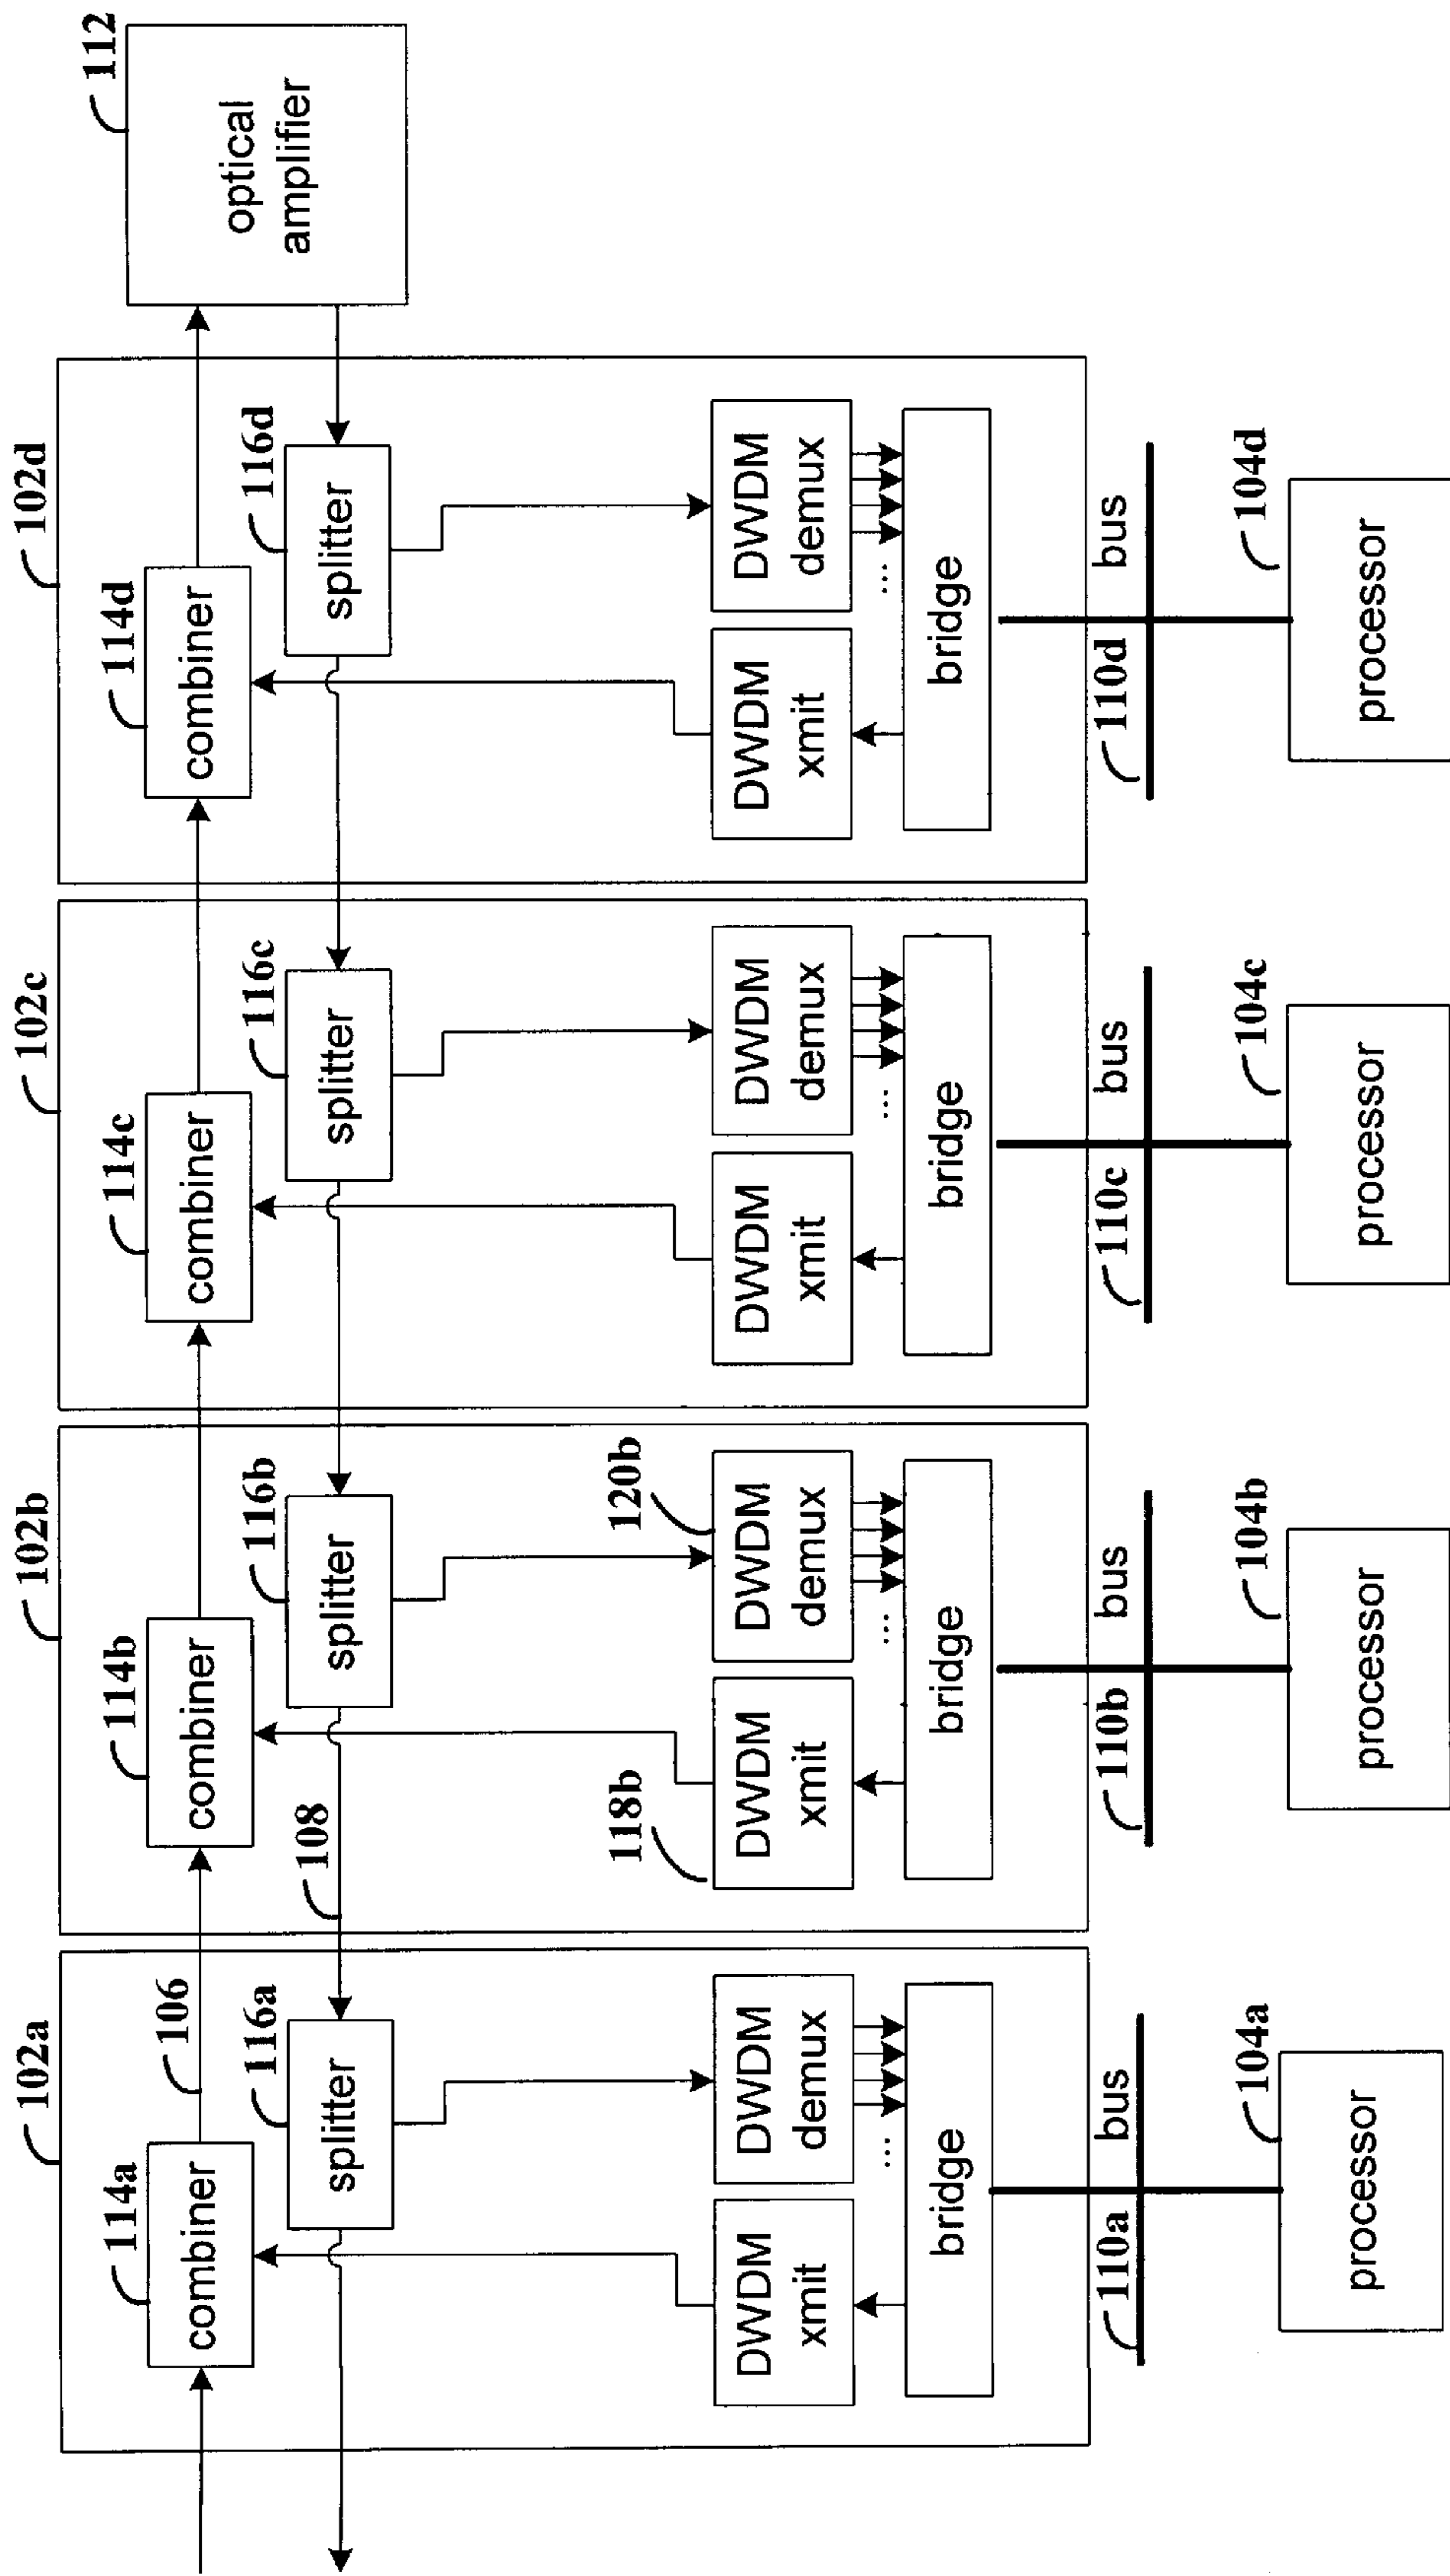 112
optical
amplifier
102a
102b
102c
102d
114a
114b
114c
114d
combiner
combiner
combiner
combiner
106
116a
116b
116c
116d
splitter
splitter
splitter
splitter
108
118b
120b
DWDM
xmit
DWDM
demux
DWDM
xmit
DWDM
demux
DWDM
xmit
DWDM
demux
DWDM
xmit
DWDM
demux
...
...
...
...
bridge
bridge
bridge
bridge
110a
bus
110b
bus
110c
bus
110d
bus
104a
104b
104c
104d
processor
processor
processor
processor